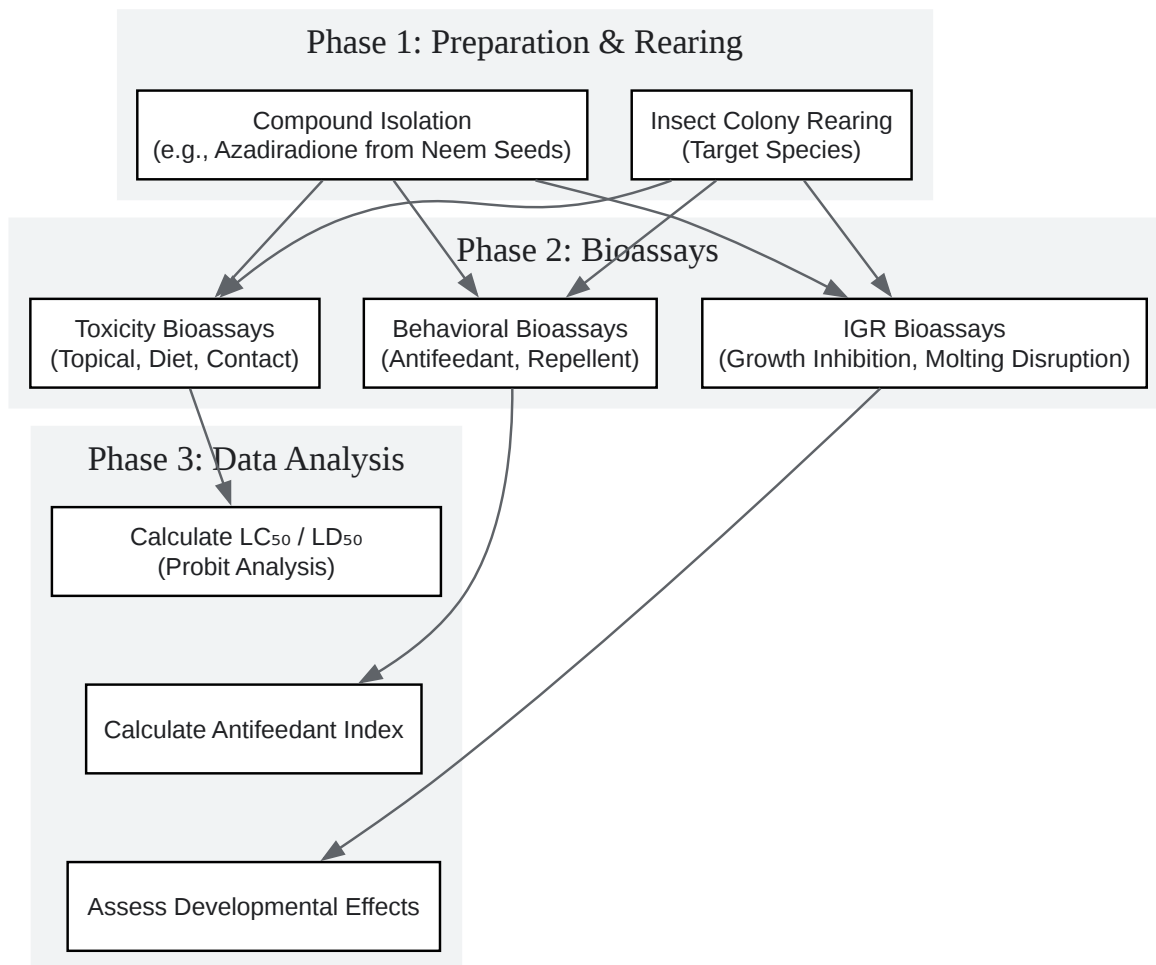 Phase 1: Preparation & Rearing
Compound Isolation
(e.g., Azadiradione from Neem Seeds)
Insect Colony Rearing
(Target Species)
Phase 2: Bioassays
Toxicity Bioassays
(Topical, Diet, Contact)
Behavioral Bioassays
(Antifeedant, Repellent)
IGR Bioassays
(Growth Inhibition, Molting Disruption)
Phase 3: Data Analysis
Calculate LC₅₀ / LD₅₀
(Probit Analysis)
Calculate Antifeedant Index
Assess Developmental Effects